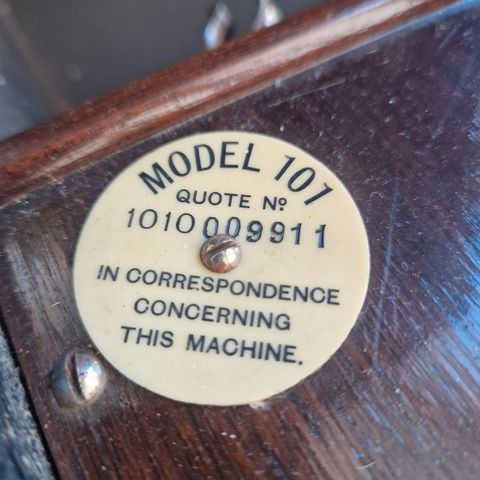 MODEL 101
QUOTE Nº
1010009911
IN CORRESPONDENCE
CONCERNING
THIS MACHINE.